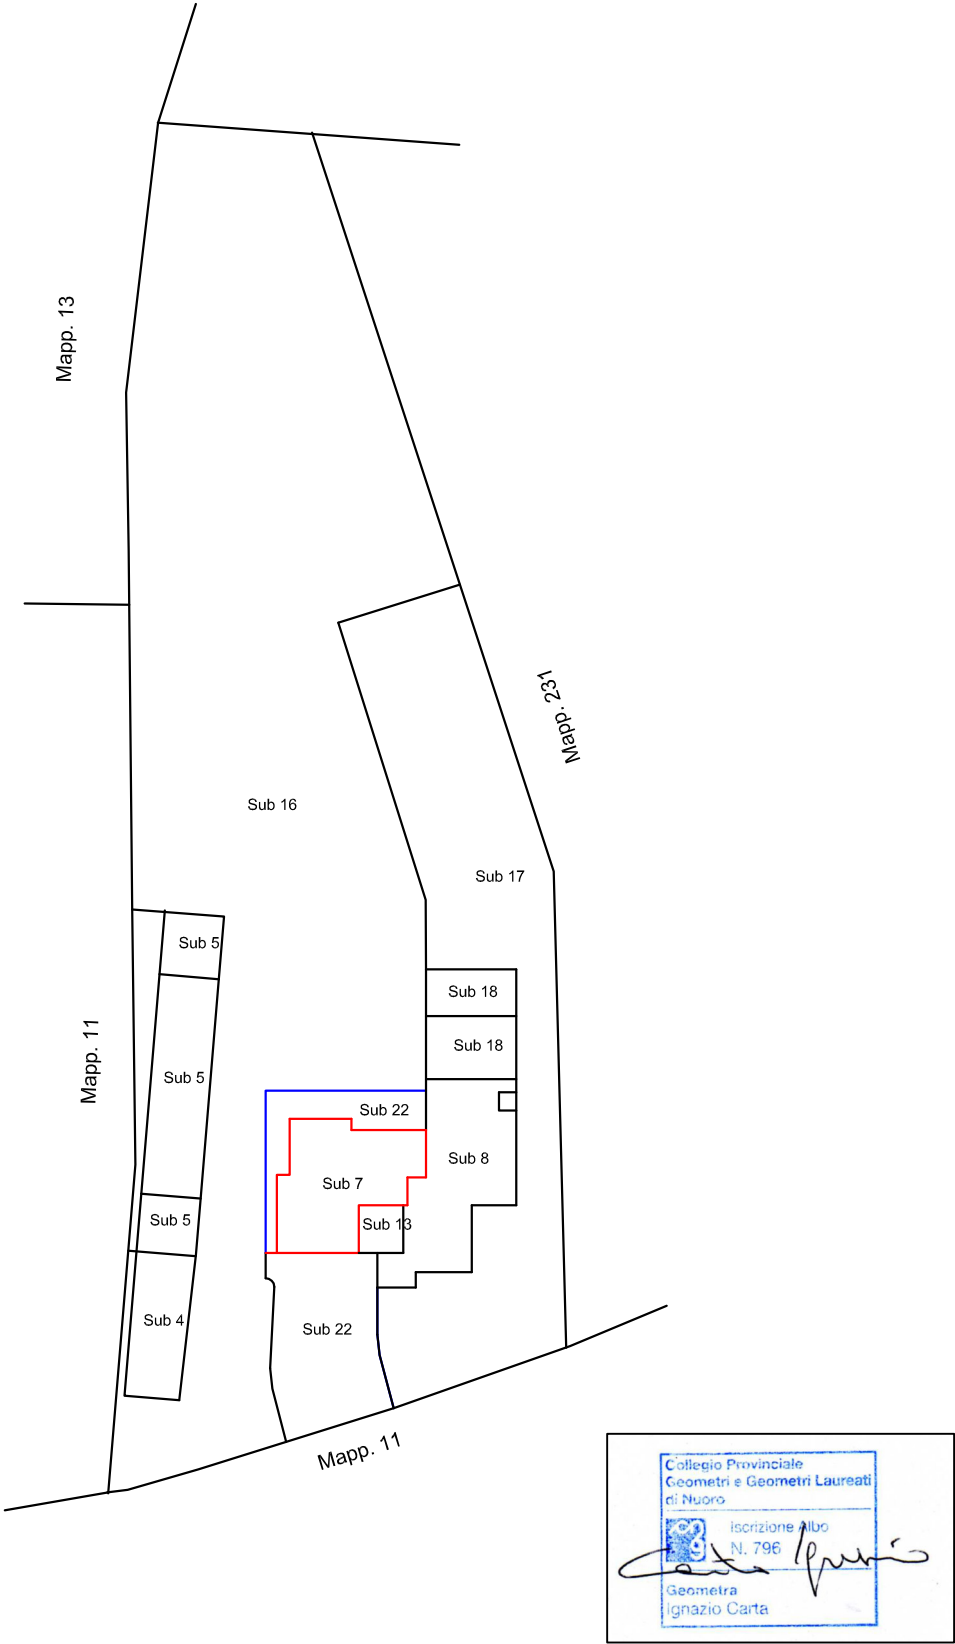 Mapp. 13
Mapp. 231
Sub 16
Sub 17
Sub 5
Sub 18
Mapp. 11
Sub 18
Sub 5
Sub 22
Sub 8
Sub 7
Sub 5
Sub 13
Sub 4
Sub 22
Mapp. 11
Collegio Provinciale
Geometri e Geometri Laureati
di Nuoro
Iscrizione Albo
N. 796
Carta Ignazio
Geometra
Ignazio Carta